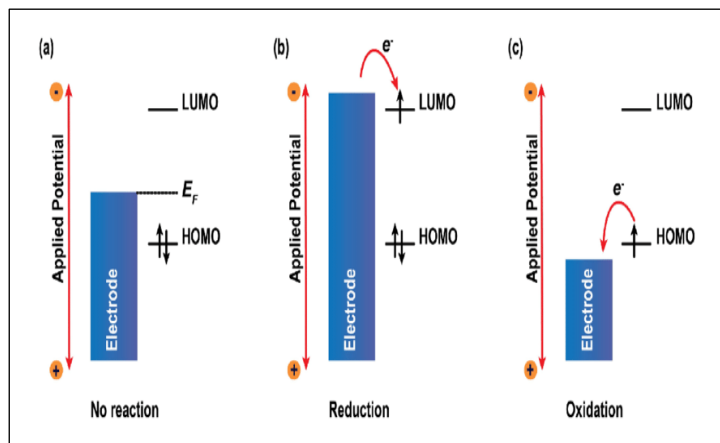 (a)
-
LUMO
Applied Potential
E_F
HOMO
Electrode
+
No reaction
(b)
e-
-
LUMO
Applied Potential
HOMO
Electrode
+
Reduction
(c)
-
LUMO
Applied Potential
e-
HOMO
Electrode
+
Oxidation